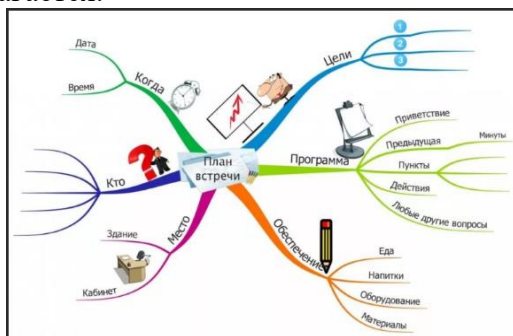 Дата
Время
Когда
Цели
1
2
3
План
встречи
Программа
Приветствие
Предыдущая
Минуты
Пункты
Действия
Любые другие вопросы
Кто
Место
Здание
Кабинет
Обеспечение
Еда
Напитки
Оборудование
Материалы